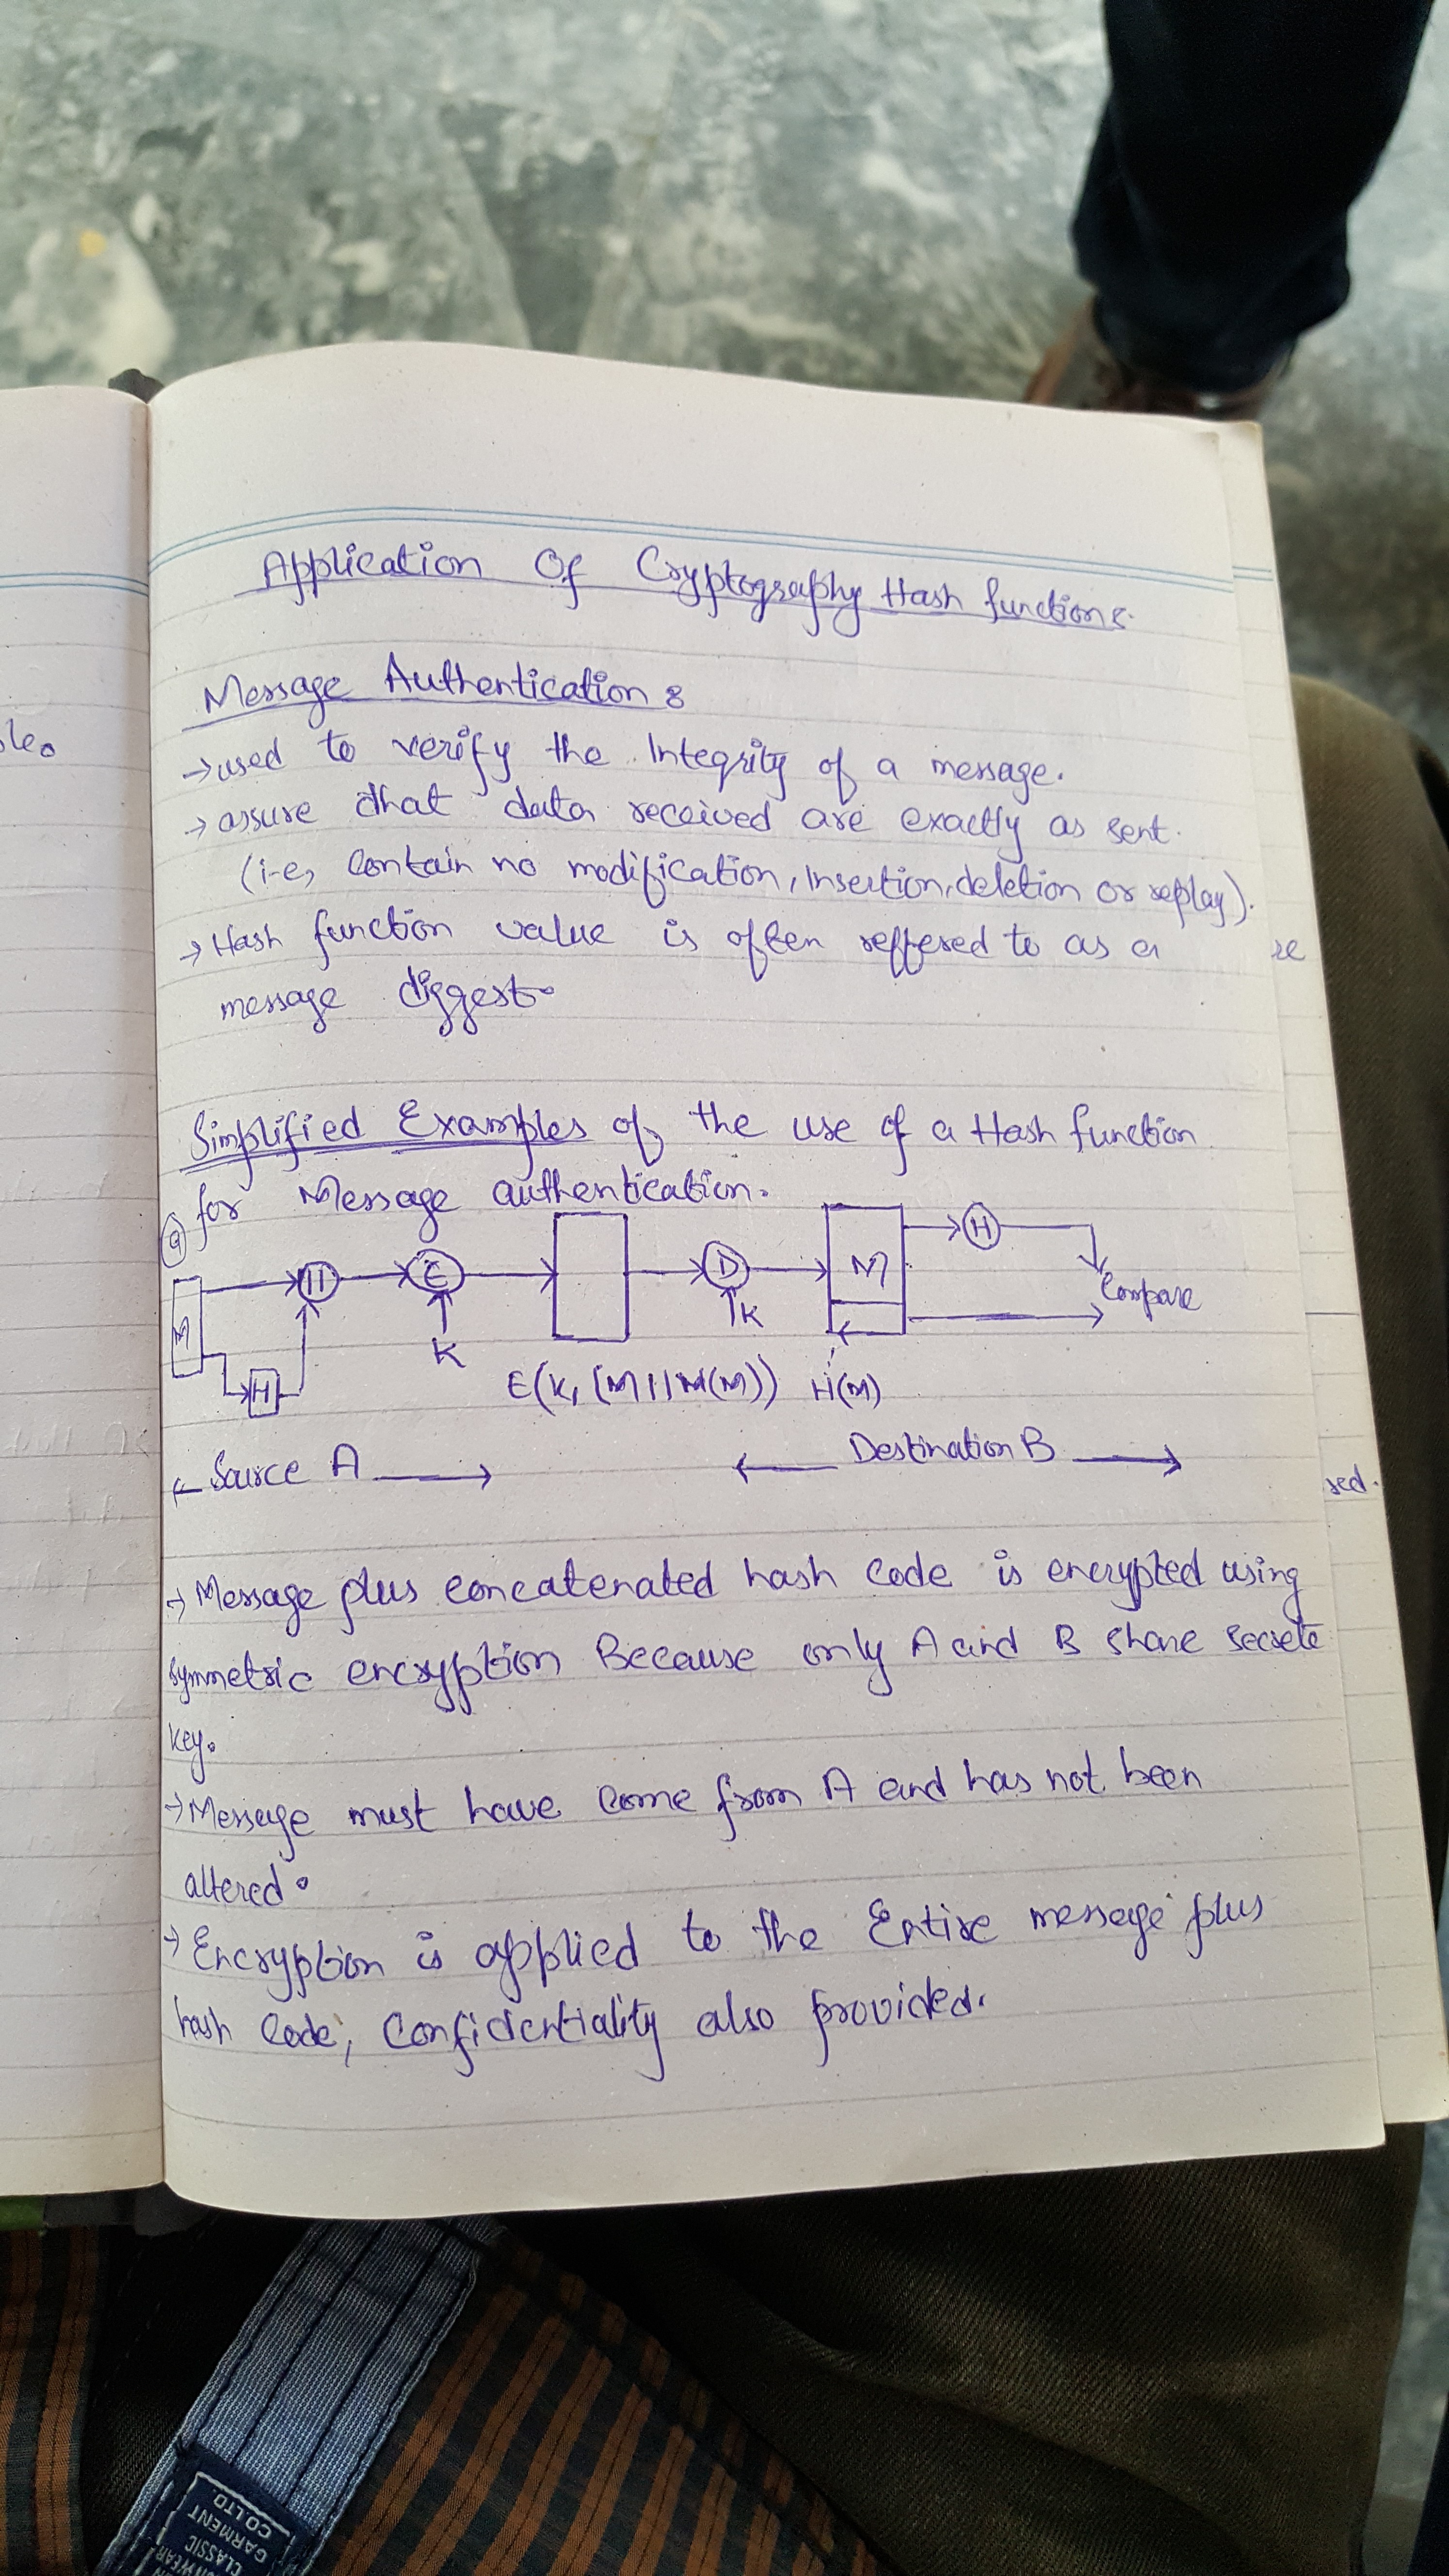 Application Of Cryptography Hash functions.
Message Authentication :
→ used to verify the Integrity of a message.
→ assure that data received are exactly as sent.
(i-e, Contain no modification, Insertion, deletion or replay).
→ Hash function value is often reffered to as a
message diggest.
Simplified Examples of the use of a Hash function
for Message authentication.
(a)
M
||
H
E
K
D
K
M
H
Compare
E(K, (M||H(M)) H(M)
← Source A →
← Destination B →
→ Message plus concatenated hash Code is encrypted using
symmetric encryption Because only A and B share secrete
key.
→ Message must have Come from A and has not been
altered.
→ Encryption is applied to the Entire message plus
hash Code, Confidentiality also provided.
re
sed.
GARMENT
CO.LTD.
CLASSIC